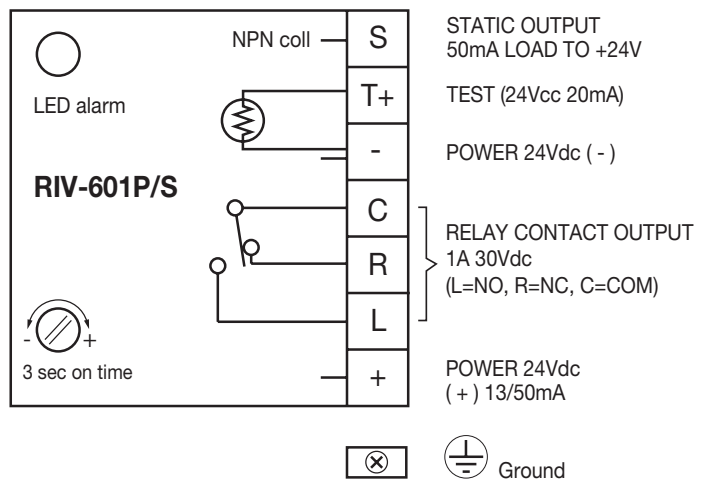 NPN coll
S
STATIC OUTPUT
50mA LOAD TO +24V
LED alarm
T+
TEST (24Vcc 20mA)
-
POWER 24Vdc ( - )
RIV-601P/S
C
R
L
RELAY CONTACT OUTPUT
1A 30Vdc
(L=NO, R=NC, C=COM)
- +
3 sec on time
+
POWER 24Vdc
( + ) 13/50mA
Ground